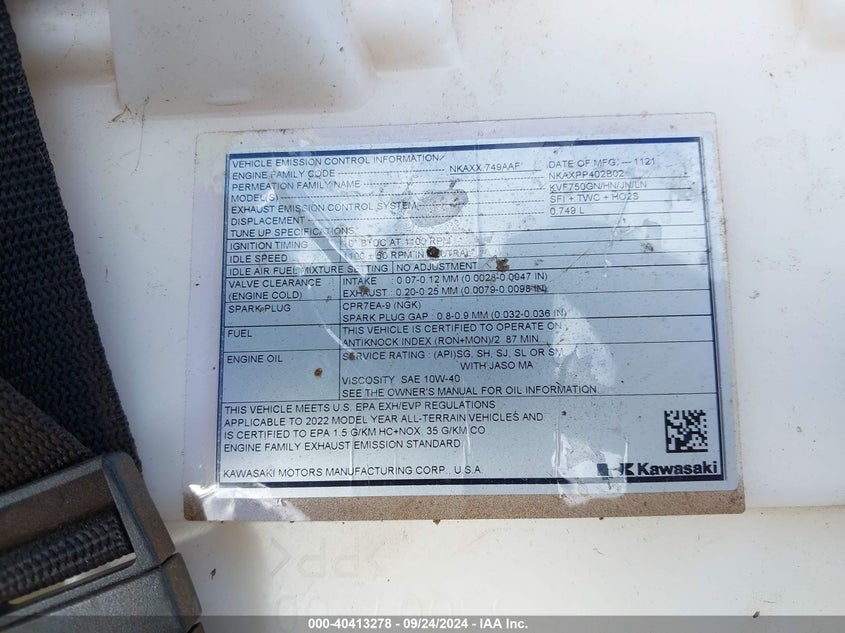 VEHICLE EMISSION CONTROL INFORMATION
DATE OF MFG. --- 1121
ENGINE FAMILY CODE NKAXX.749AAF
PERMEATION FAMILY NAME NKAXPP402B02
MODEL(S) KVF750GN/HN/JN/LN
EXHAUST EMISSION CONTROL SYSTEM SFI + TWC + HO2S
DISPLACEMENT 0.749 L
TUNE UP SPECIFICATIONS
IGNITION TIMING BTDC AT 1100 RPM
IDLE SPEED RPM IN
IDLE AIR FUEL MIXTURE SETTING NO ADJUSTMENT
VALVE CLEARANCE INTAKE : 0.07-0.12 MM (0.0028-0.0047 IN)
(ENGINE COLD) EXHAUST : 0.20-0.25 MM (0.0079-0.0098 IN)
SPARK PLUG CPR7EA-9 (NGK)
SPARK PLUG GAP : 0.8-0.9 MM (0.032-0.036 IN)
FUEL THIS VEHICLE IS CERTIFIED TO OPERATE ON
ANTIKNOCK INDEX (RON+MON)/2 87 MIN.
ENGINE OIL SERVICE RATING : (API)SG, SH, SJ, SL OR SM
WITH JASO MA
VISCOSITY SAE 10W-40
SEE THE OWNER'S MANUAL FOR OIL INFORMATION.
THIS VEHICLE MEETS U.S. EPA EXH/EVP REGULATIONS
APPLICABLE TO 2022 MODEL YEAR ALL-TERRAIN VEHICLES AND
IS CERTIFIED TO EPA 1.5 G/KM HC+NOX, 35 G/KM CO
ENGINE FAMILY EXHAUST EMISSION STANDARD.
KAWASAKI MOTORS MANUFACTURING CORP., U.S.A.
Kawasaki
>PP<
000-40413278 - 09/24/2024 - IAA Inc.